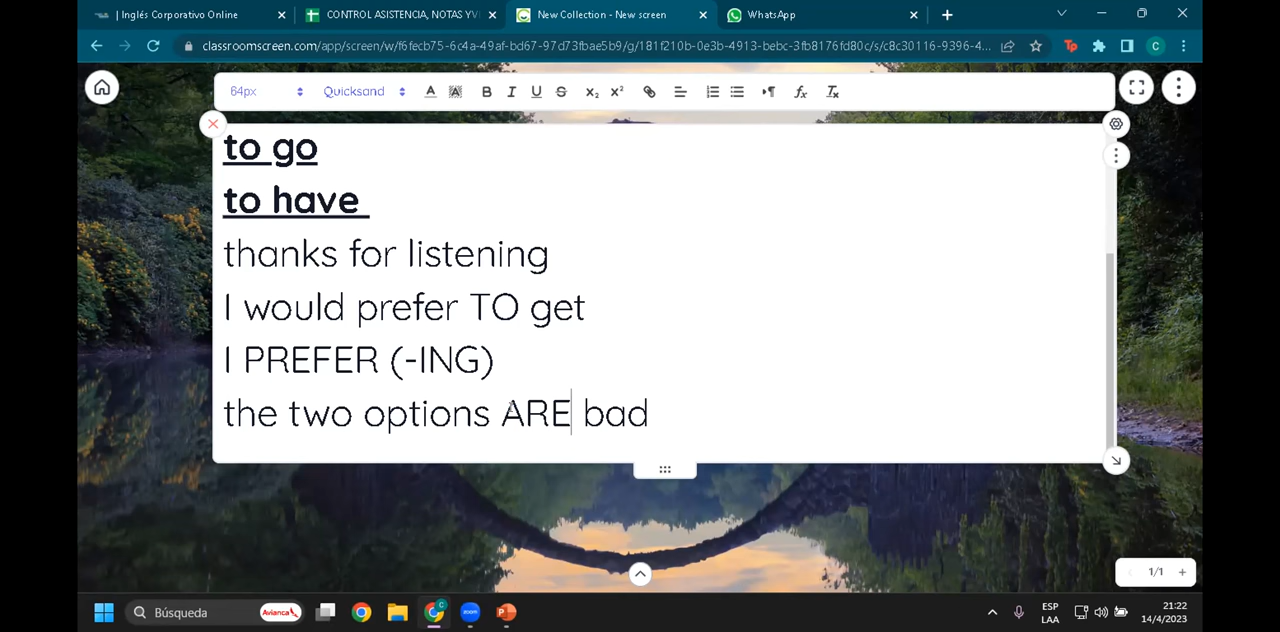 | Inglés Corporativo Online
CONTROL ASISTENCIA, NOTAS YVI
New Collection - New screen
WhatsApp
classroomscreen.com/app/screen/w/f6fecb75-6c4a-49af-bd67-97d73fbae5b9/g/181f210b-0e3b-4913-bebc-3fb8176fd80c/s/c8c30116-9396-4...
64px
Quicksand
to go
to have
thanks for listening
I would prefer TO get
I PREFER (-ING)
the two options ARE bad
1/1
Búsqueda
Avianca
zoom
ESP
LAA
21:22
14/4/2023